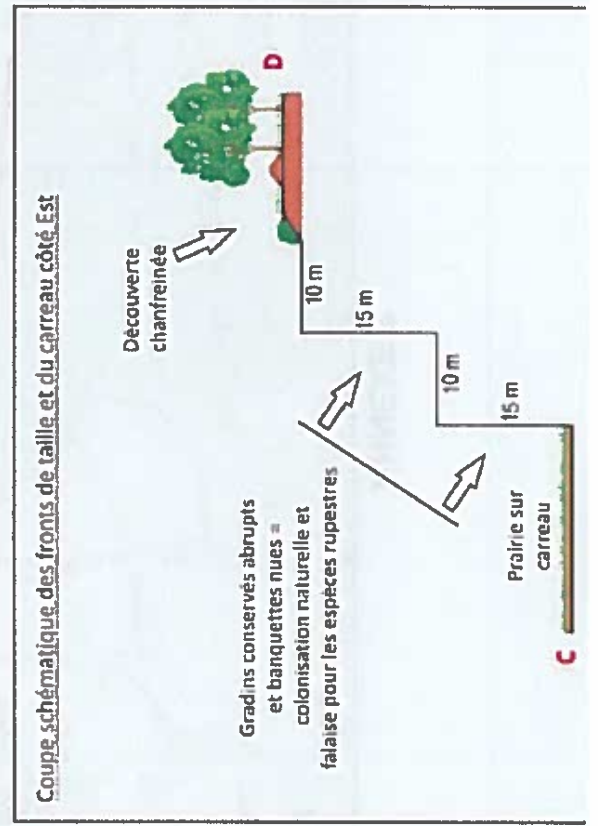 Coupe schématique des fronts de taille et du carreau côté Est
Découverte
chanfreinée
D
Gradins conservés abrupts
et banquettes nues =
colonisation naturelle et
falaise pour les espèces rupestres
10 m
15 m
10 m
15 m
Prairie sur
carreau
C